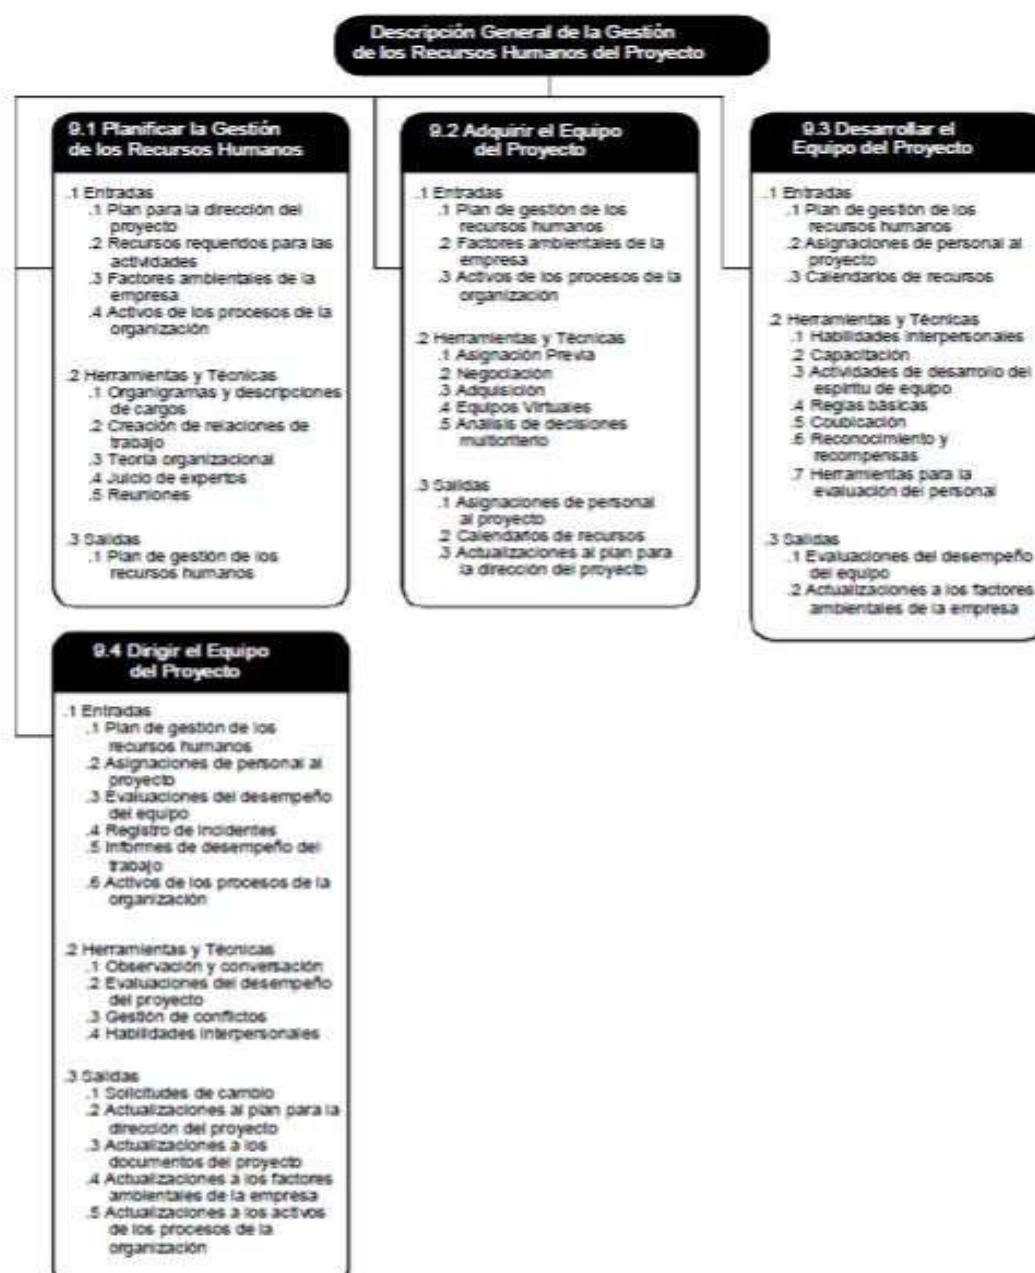 Descripción General de la Gestión
de los Recursos Humanos del Proyecto
9.1 Planificar la Gestión
de los Recursos Humanos
.1 Entradas
.1 Plan para la dirección del
proyecto
.2 Recursos requeridos para las
actividades
.3 Factores ambientales de la
empresa
.4 Activos de los procesos de la
organización
.2 Herramientas y Técnicas
.1 Organigramas y descripciones
de cargos
.2 Creación de relaciones de
trabajo
.3 Teoría organizacional
.4 Juicio de expertos
.5 Reuniones
.3 Salidas
.1 Plan de gestión de los
recursos humanos
9.2 Adquirir el Equipo
del Proyecto
.1 Entradas
.1 Plan de gestión de los
recursos humanos
.2 Factores ambientales de la
empresa
.3 Activos de los procesos de la
organización
.2 Herramientas y Técnicas
.1 Asignación Previa
.2 Negociación
.3 Adquisición
.4 Equipos Virtuales
.5 Análisis de decisiones
multicriterio
.3 Salidas
.1 Asignaciones de personal
al proyecto
.2 Calendarios de recursos
.3 Actualizaciones al plan para
la dirección del proyecto
9.3 Desarrollar el
Equipo del Proyecto
.1 Entradas
.1 Plan de gestión de los
recursos humanos
.2 Asignaciones de personal al
proyecto
.3 Calendarios de recursos
.2 Herramientas y Técnicas
.1 Habilidades interpersonales
.2 Capacitación
.3 Actividades de desarrollo del
espíritu de equipo
.4 Reglas básicas
.5 Coubicación
.6 Reconocimiento y
recompensas
.7 Herramientas para la
evaluación del personal
.3 Salidas
.1 Evaluaciones del desempeño
del equipo
.2 Actualizaciones a los factores
ambientales de la empresa
9.4 Dirigir el Equipo
del Proyecto
.1 Entradas
.1 Plan de gestión de los
recursos humanos
.2 Asignaciones de personal al
proyecto
.3 Evaluaciones del desempeño
del equipo
.4 Registro de incidentes
.5 Informes de desempeño del
trabajo
.6 Activos de los procesos de la
organización
.2 Herramientas y Técnicas
.1 Observación y conversación
.2 Evaluaciones del desempeño
del proyecto
.3 Gestión de conflictos
.4 Habilidades interpersonales
.3 Salidas
.1 Solicitudes de cambio
.2 Actualizaciones al plan para la
dirección del proyecto
.3 Actualizaciones a los
documentos del proyecto
.4 Actualizaciones a los factores
ambientales de la empresa
.5 Actualizaciones a los activos
de los procesos de la
organización